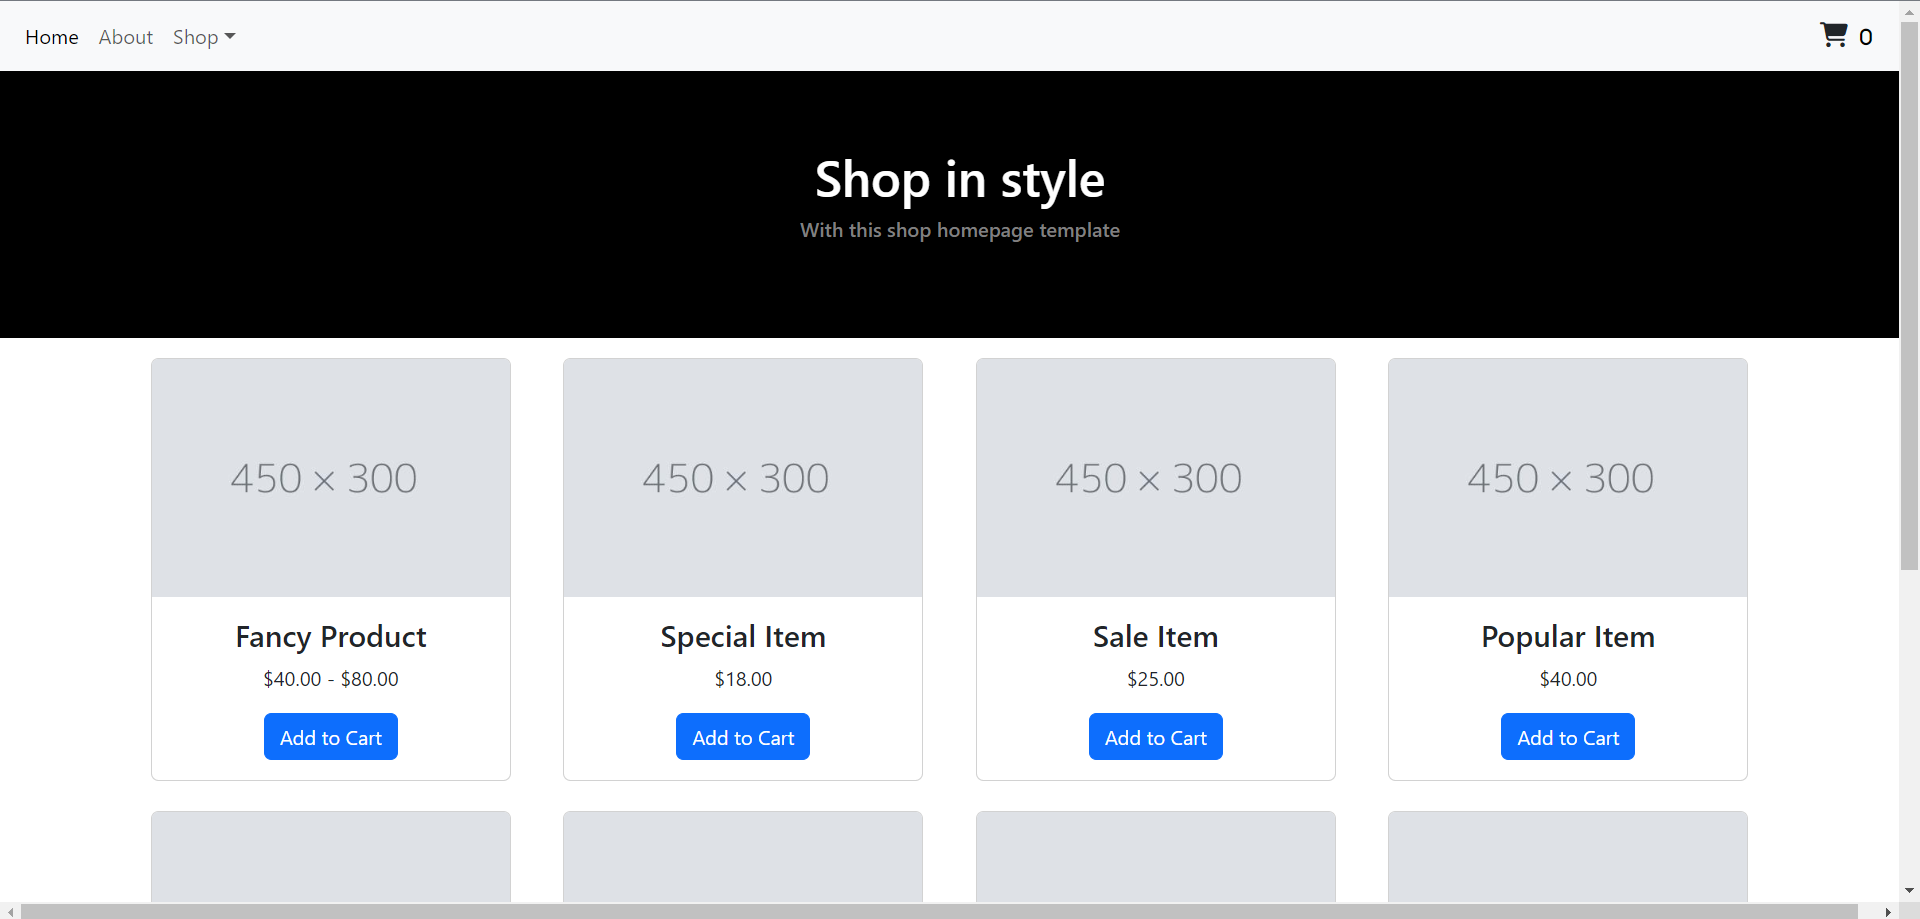 Home About Shop 0
Shop in style
With this shop homepage template
450 × 300 450 × 300 450 × 300 450 × 300
Fancy Product Special Item Sale Item Popular Item
$40.00 - $80.00 $18.00 $25.00 $40.00
Add to Cart Add to Cart Add to Cart Add to Cart